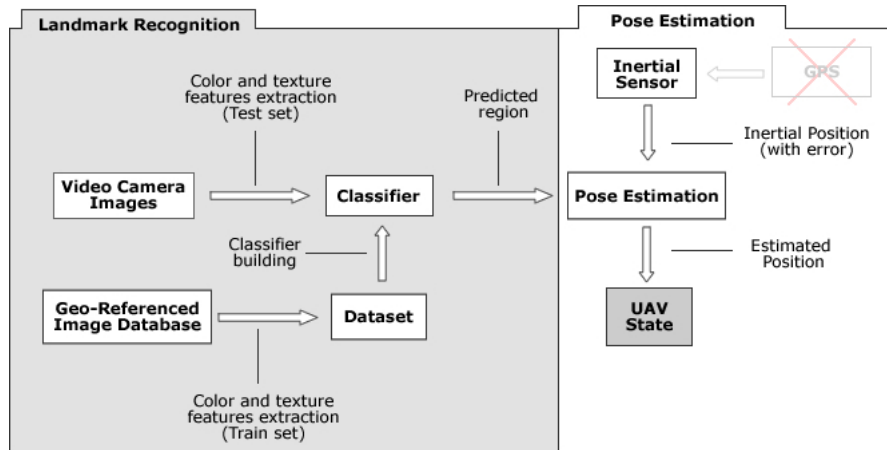 Landmark Recognition
Pose Estimation
Color and texture
features extraction
(Test set)
Predicted
region
Inertial
Sensor
GPS
Inertial Position
(with error)
Video Camera
Images
Classifier
Pose Estimation
Classifier
building
Estimated
Position
Geo-Referenced
Image Database
Dataset
UAV
State
Color and texture
features extraction
(Train set)